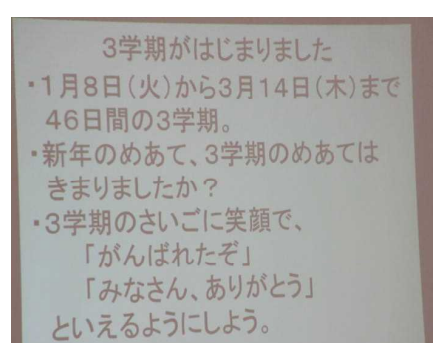 3学期がはじまりました
・1月8日(火)から3月14日(木)まで
46日間の3学期。
・新年のめあて、3学期のめあては
きまりましたか?
・3学期のさいごに笑顔で、
「がんばれたぞ」
「みなさん、ありがとう」
といえるようにしよう。